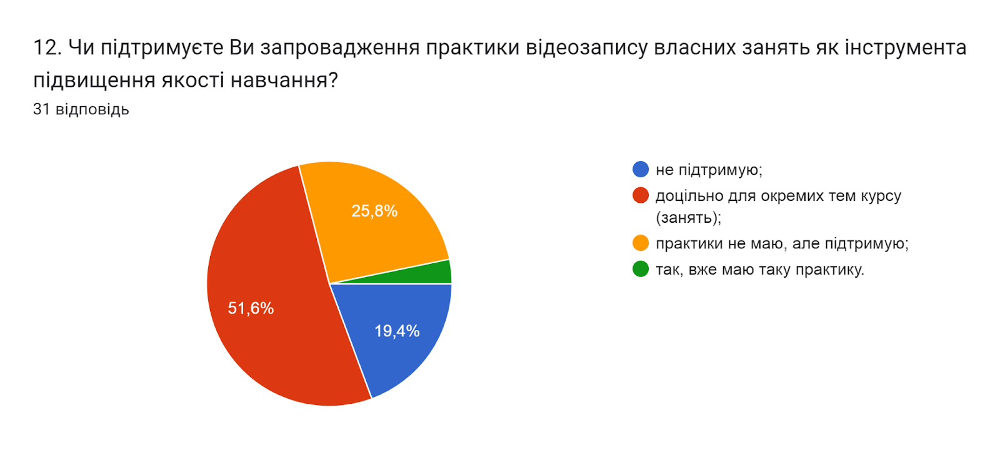 12. Чи підтримуєте Ви запровадження практики відеозапису власних занять як інструмента
підвищення якості навчання?
31 відповідь
25,8%
51,6%
19,4%
не підтримую;
доцільно для окремих тем курсу
(занять);
практики не маю, але підтримую;
так, вже маю таку практику.